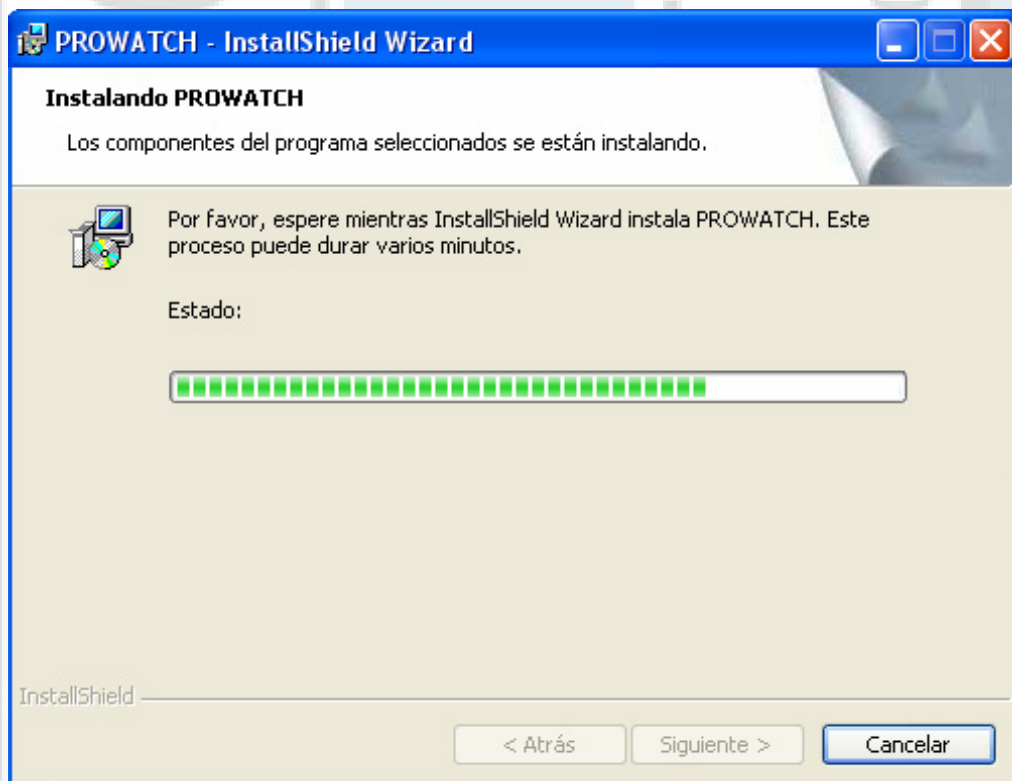 PROWATCH - InstallShield Wizard
Instalando PROWATCH
Los componentes del programa seleccionados se están instalando.
Por favor, espere mientras InstallShield Wizard instala PROWATCH. Este
proceso puede durar varios minutos.
Estado:
InstallShield
< Atrás
Siguiente >
Cancelar